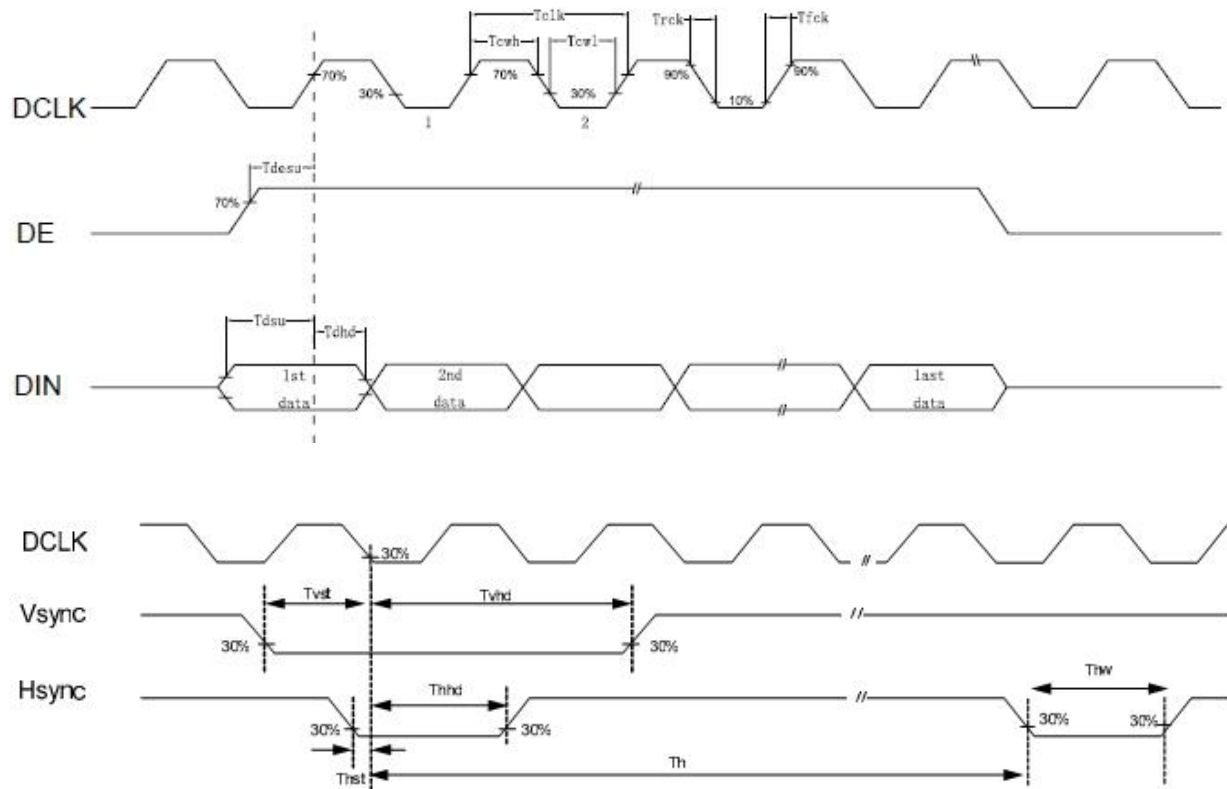 Tclk
Trck
Tfck
Tcwh
Tcwl
DCLK
70%
30%
70%
30%
90%
10%
90%
1
2
Tdesu
DE
70%
Tdsu
Tdhd
DIN
1st
data
2nd
data
last
data
DCLK
30%
Vsync
Tvst
Tvhd
30%
30%
Hsync
Thhd
Thw
30%
30%
30%
30%
Thst
Th